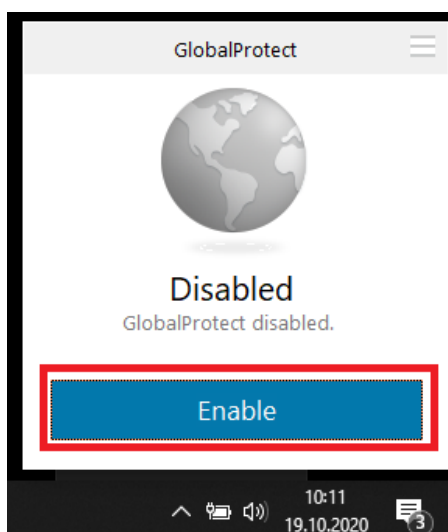 GlobalProtect
Disabled
GlobalProtect disabled.
Enable
10:11
19.10.2020
3